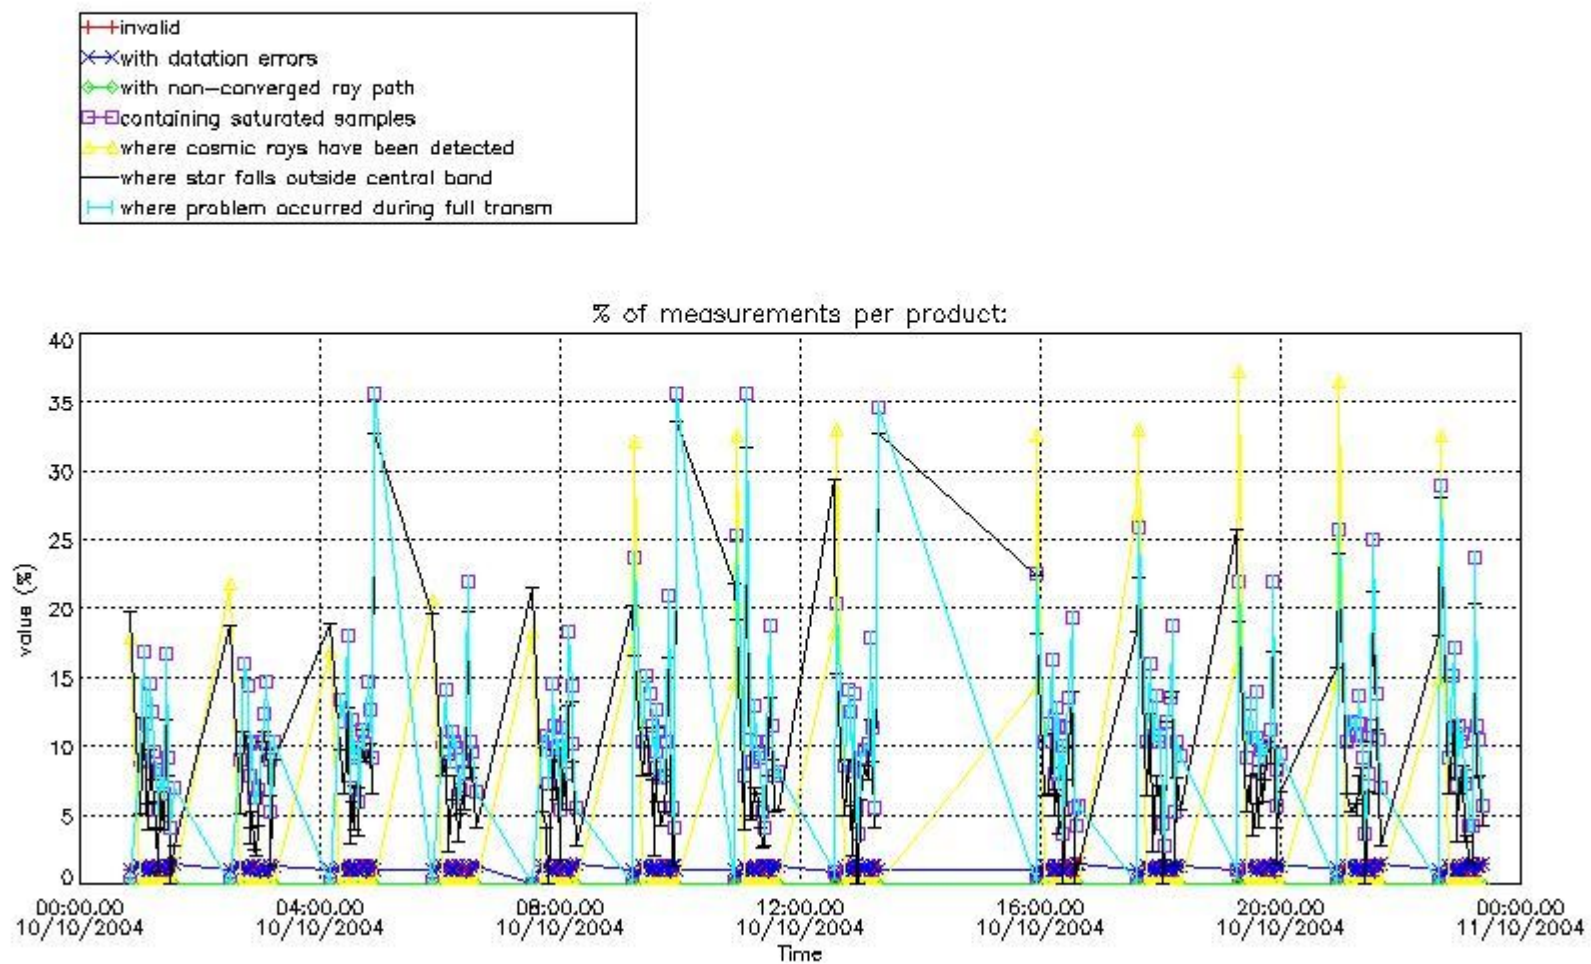 invalid
with datation errors
with non-converged ray path
containing saturated samples
where cosmic rays have been detected
where star falls outside central band
where problem occurred during full transm
% of measurements per product:
40
35
30
25
20
15
10
5
0
value (%)
00:00:00 04:00:00 08:00:00 12:00:00 16:00:00 20:00:00 00:00:00
10/10/2004 10/10/2004 10/10/2004 10/10/2004 10/10/2004 10/10/2004 11/10/2004
Time